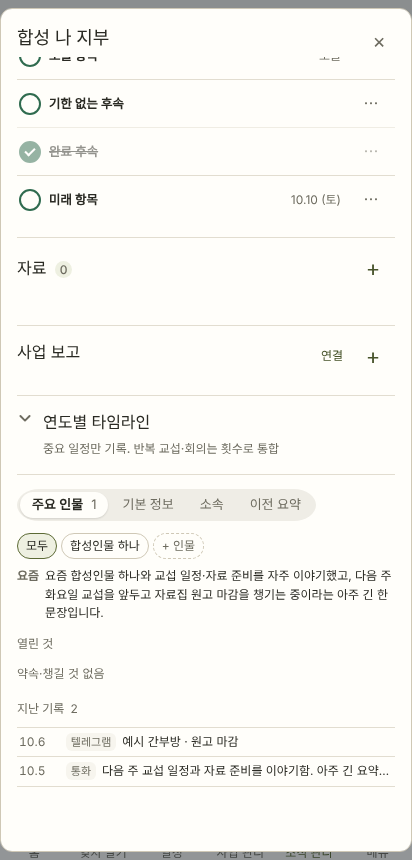 합성 나 지부
기한 없는 후속
완료 후속
미래 항목 10.10 (토)
자료 0
사업 보고 연결
연도별 타임라인
중요 일정만 기록. 반복 교섭·회의는 횟수로 통합
주요 인물 1 기본 정보 소속 이전 요약
모두 합성인물 하나 + 인물
요즘 요즘 합성인물 하나와 교섭 일정·자료 준비를 자주 이야기했고, 다음 주
화요일 교섭을 앞두고 자료집 원고 마감을 챙기는 중이라는 아주 긴 한
문장입니다.
열린 것
약속·챙길 것 없음
지난 기록 2
10.6 텔레그램 예시 간부방 · 원고 마감
10.5 통화 다음 주 교섭 일정과 자료 준비를 이야기함. 아주 긴 요약...